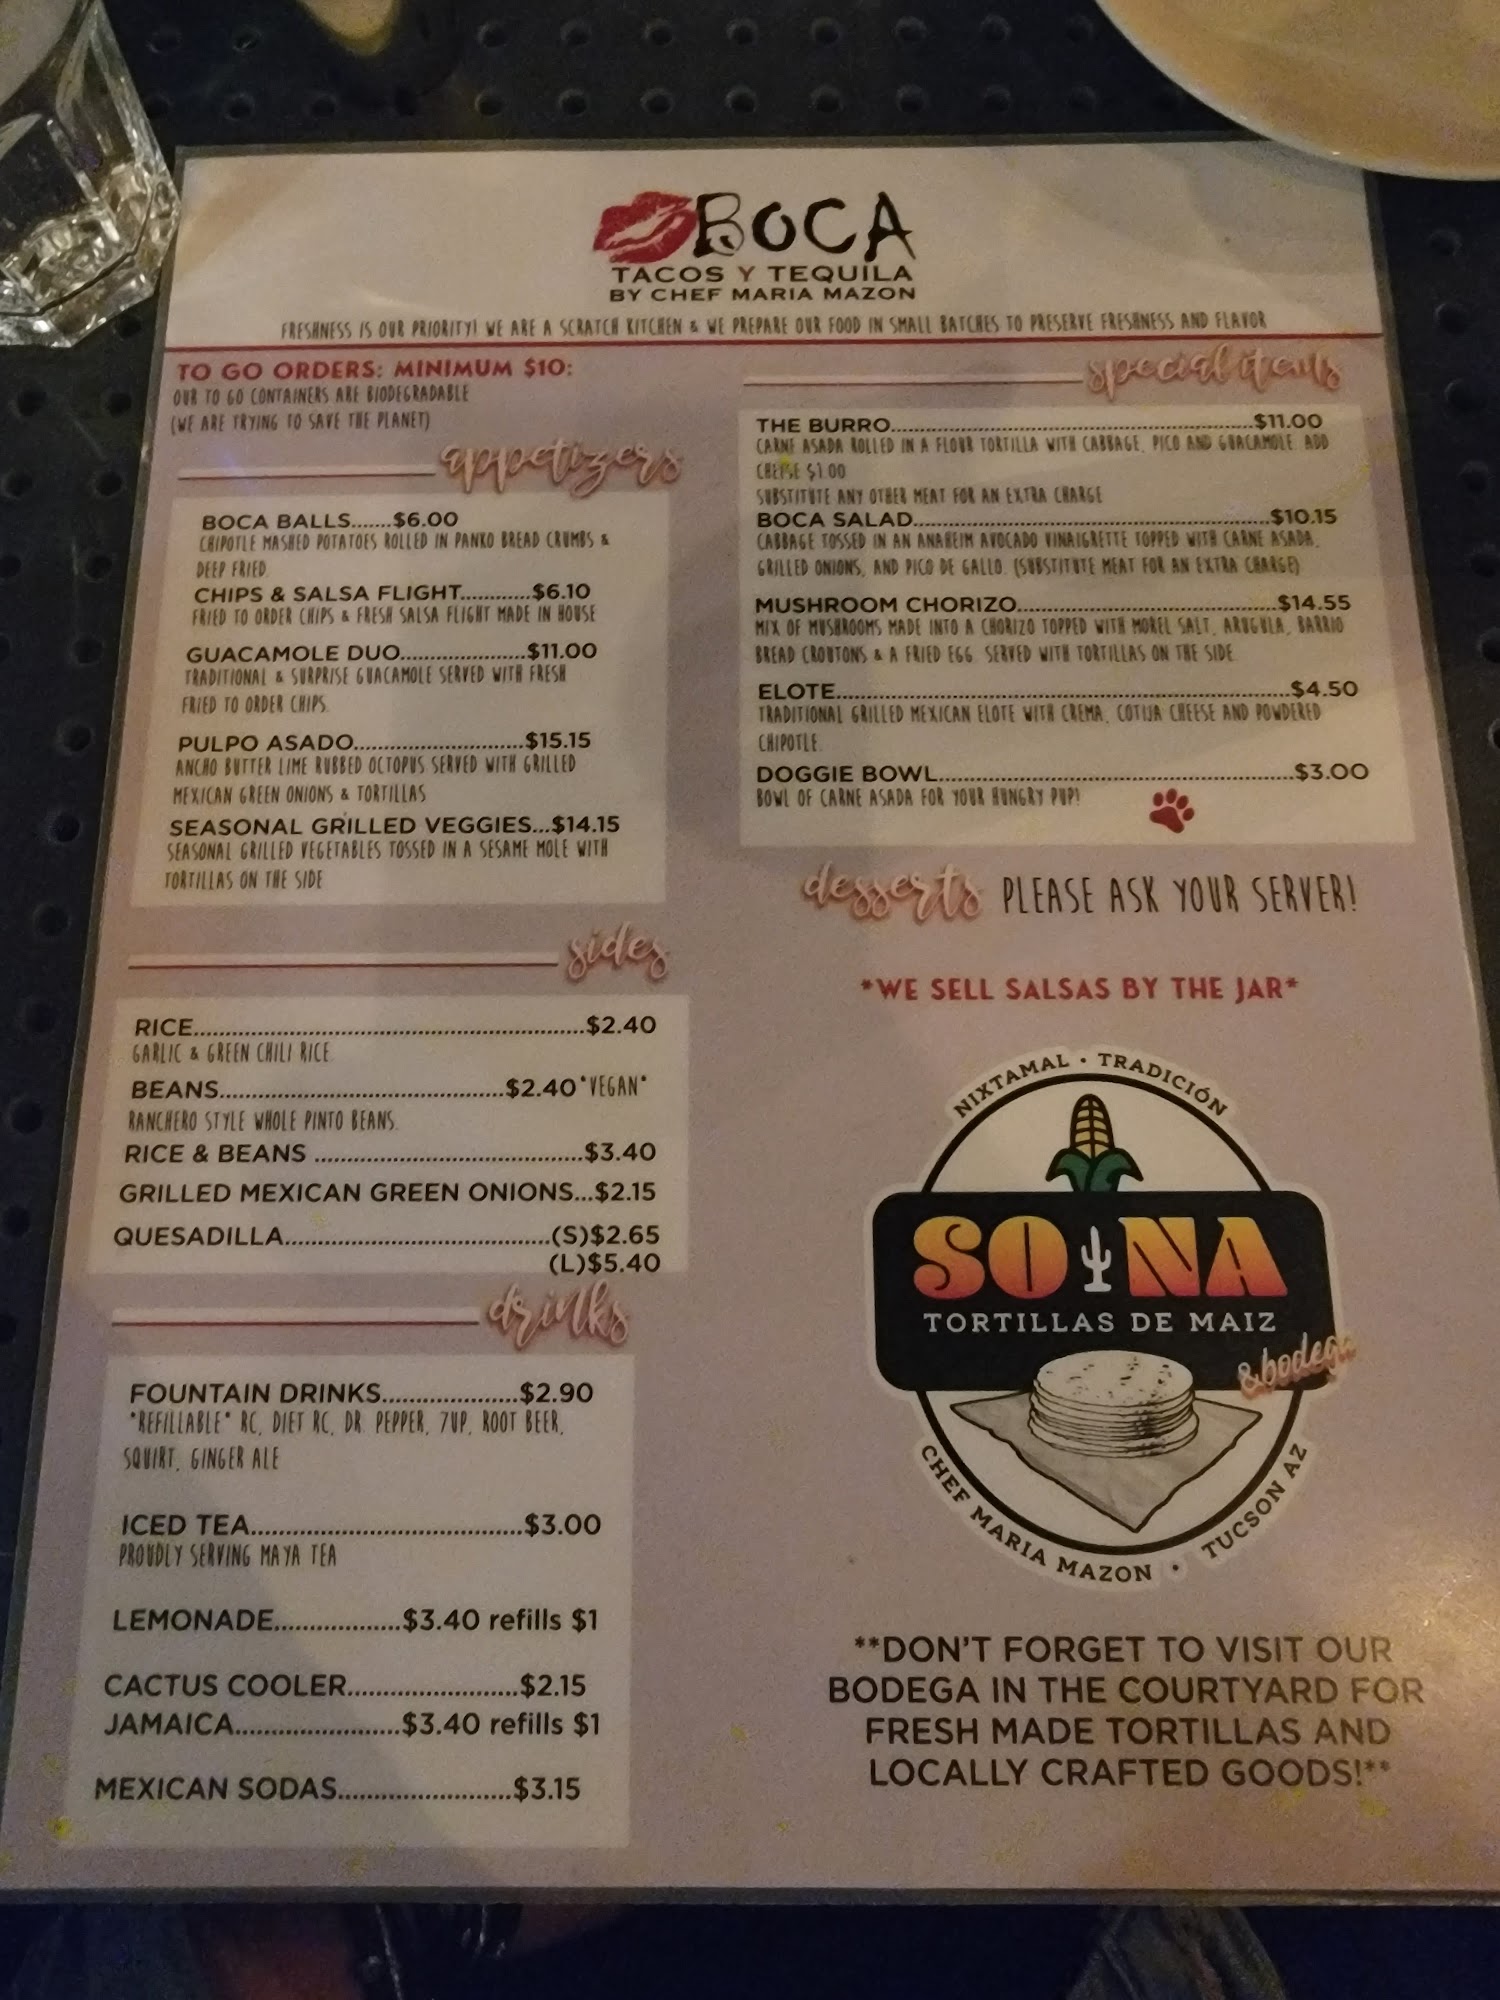 BOCA
TACOS Y TEQUILA
BY CHEF MARIA MAZON
FRESHNESS IS OUR PRIORITY! WE ARE A SCRATCH KITCHEN & WE PREPARE OUR FOOD IN SMALL BATCHES TO PRESERVE FRESHNESS AND FLAVOR
TO GO ORDERS: MINIMUM $10:
OUR TO GO CONTAINERS ARE BIODEGRADABLE
(WE ARE TRYING TO SAVE THE PLANET)
appetizers
BOCA BALLS.......$6.00
CHIPOTLE MASHED POTATOES ROLLED IN PANKO BREAD CRUMBS &
DEEP FRIED.
CHIPS & SALSA FLIGHT............$6.10
FRIED TO ORDER CHIPS & FRESH SALSA FLIGHT MADE IN HOUSE
GUACAMOLE DUO...................$11.00
TRADITIONAL & SURPRISE GUACAMOLE SERVED WITH FRESH
FRIED TO ORDER CHIPS.
PULPO ASADO..........................$15.15
ANCHO BUTTER LIME RUBBED OCTOPUS SERVED WITH GRILLED
MEXICAN GREEN ONIONS & TORTILLAS
SEASONAL GRILLED VEGGIES...$14.15
SEASONAL GRILLED VEGETABLES TOSSED IN A SESAME MOLE WITH
TORTILLAS ON THE SIDE
sides
RICE............................................................$2.40
GARLIC & GREEN CHILI RICE.
BEANS............................................$2.40*VEGAN*
RANCHERO STYLE WHOLE PINTO BEANS.
RICE & BEANS .........................................$3.40
GRILLED MEXICAN GREEN ONIONS...$2.15
QUESADILLA.........................................(S)$2.65
(L)$5.40
drinks
FOUNTAIN DRINKS.....................$2.90
*REFILLABLE* RC, DIET RC, DR. PEPPER, 7UP, ROOT BEER,
SQUIRT, GINGER ALE
ICED TEA..........................................$3.00
PROUDLY SERVING MAYA TEA
LEMONADE...................$3.40 refills $1
CACTUS COOLER..........................$2.15
JAMAICA.........................$3.40 refills $1
MEXICAN SODAS..........................$3.15
special items
THE BURRO.........................................................$11.00
CARNE ASADA ROLLED IN A FLOUR TORTILLA WITH CABBAGE, PICO AND GUACAMOLE. ADD
CHEESE $1.00
SUBSTITUTE ANY OTHER MEAT FOR AN EXTRA CHARGE
BOCA SALAD.......................................................$10.15
CABBAGE TOSSED IN AN ANAHEIM AVOCADO VINAIGRETTE TOPPED WITH CARNE ASADA,
GRILLED ONIONS, AND PICO DE GALLO. (SUBSTITUTE MEAT FOR AN EXTRA CHARGE)
MUSHROOM CHORIZO........................................$14.55
MIX OF MUSHROOMS MADE INTO A CHORIZO TOPPED WITH MOREL SALT, ARUGULA, BARRIO
BREAD CROUTONS & A FRIED EGG. SERVED WITH TORTILLAS ON THE SIDE.
ELOTE.....................................................................$4.50
TRADITIONAL GRILLED MEXICAN ELOTE WITH CREMA, COTIJA CHEESE AND POWDERED
CHIPOTLE.
DOGGIE BOWL......................................................$3.00
BOWL OF CARNE ASADA FOR YOUR HUNGRY PUP!
desserts PLEASE ASK YOUR SERVER!
*WE SELL SALSAS BY THE JAR*
NIXTAMAL • TRADICIÓN
SONA
TORTILLAS DE MAIZ
&bodega
CHEF MARIA MAZON • TUCSON AZ
**DON'T FORGET TO VISIT OUR
BODEGA IN THE COURTYARD FOR
FRESH MADE TORTILLAS AND
LOCALLY CRAFTED GOODS!**